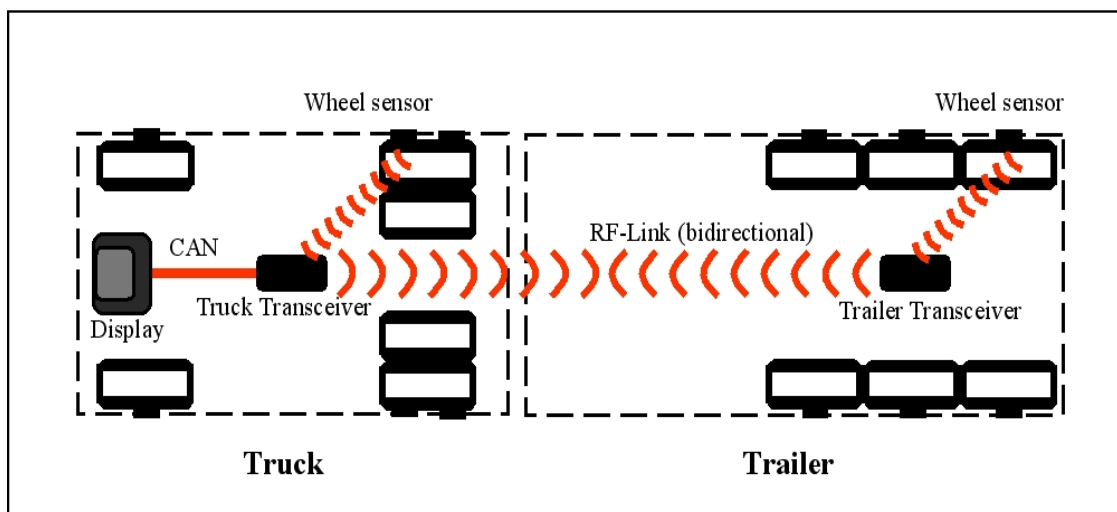 Wheel sensor
Wheel sensor
RF-Link (bidirectional)
CAN
Truck Transceiver
Trailer Transceiver
Display
Truck
Trailer